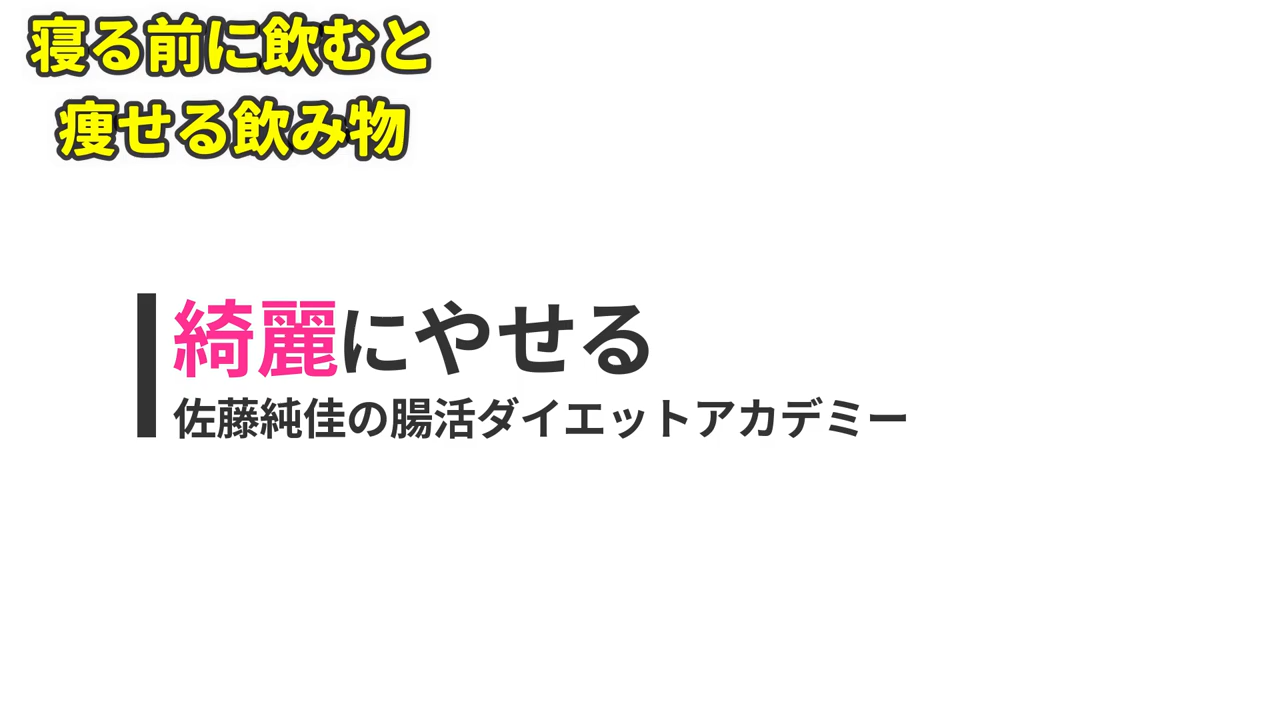 寝る前に飲むと
痩せる飲み物
綺麗にやせる
佐藤純佳の腸活ダイエットアカデミー